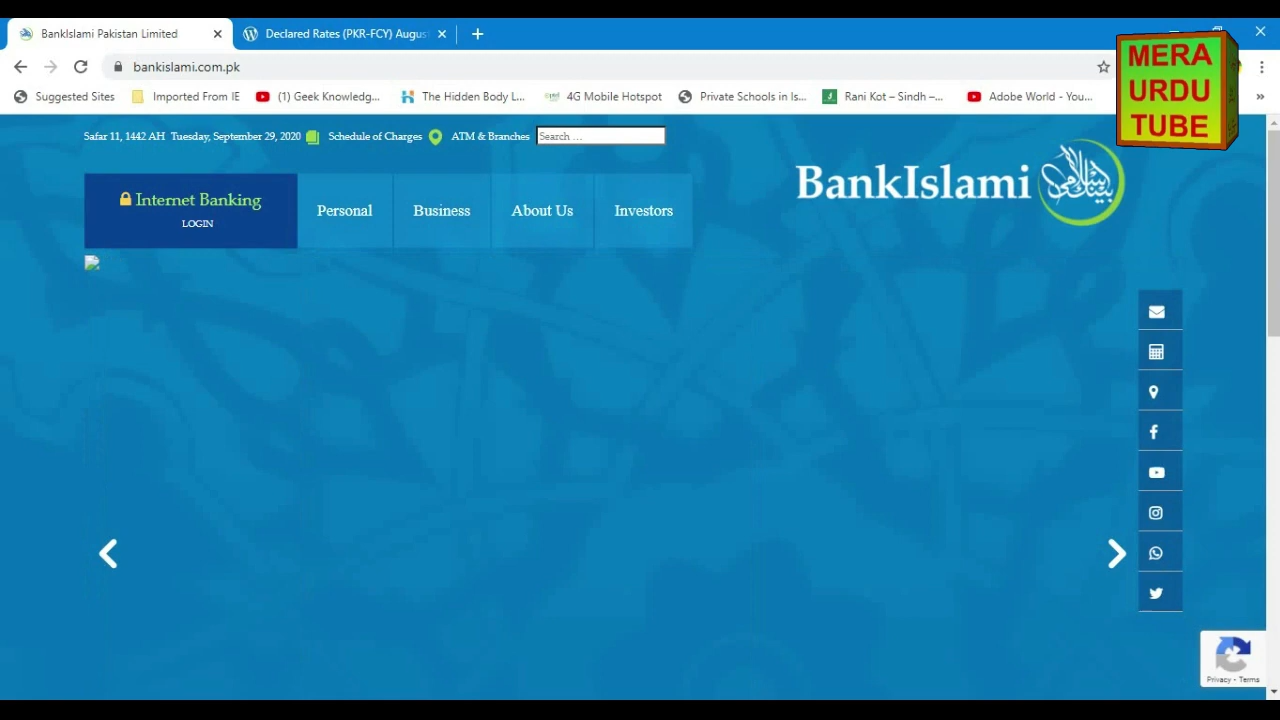 BankIslami Pakistan Limited
Declared Rates (PKR-FCY) Augus
bankislami.com.pk
Suggested Sites
Imported From IE
(1) Geek Knowledg...
The Hidden Body L...
4G Mobile Hotspot
Private Schools in Is...
Rani Kot – Sindh –...
Adobe World - You...
MERA
URDU
TUBE
Safar 11, 1442 AH Tuesday, September 29, 2020
Schedule of Charges
ATM & Branches
Search ...
BankIslami
Internet Banking
LOGIN
Personal
Business
About Us
Investors
Privacy - Terms